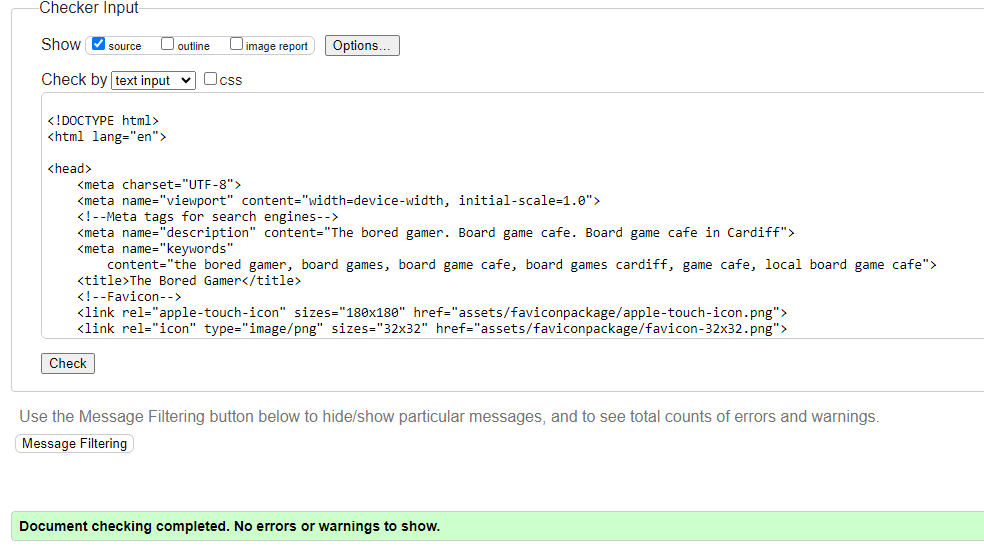 Checker Input
Show source outline image report Options...
Check by text input css
<!DOCTYPE html>
<html lang="en">
<head>
<meta charset="UTF-8">
<meta name="viewport" content="width=device-width, initial-scale=1.0">
<!--Meta tags for search engines-->
<meta name="description" content="The bored gamer. Board game cafe. Board game cafe in Cardiff">
<meta name="keywords"
content="the bored gamer, board games, board game cafe, board games cardiff, game cafe, local board game cafe">
<title>The Bored Gamer</title>
<!--Favicon-->
<link rel="apple-touch-icon" sizes="180x180" href="assets/faviconpackage/apple-touch-icon.png">
<link rel="icon" type="image/png" sizes="32x32" href="assets/faviconpackage/favicon-32x32.png">
Check
Use the Message Filtering button below to hide/show particular messages, and to see total counts of errors and warnings.
Message Filtering
Document checking completed. No errors or warnings to show.